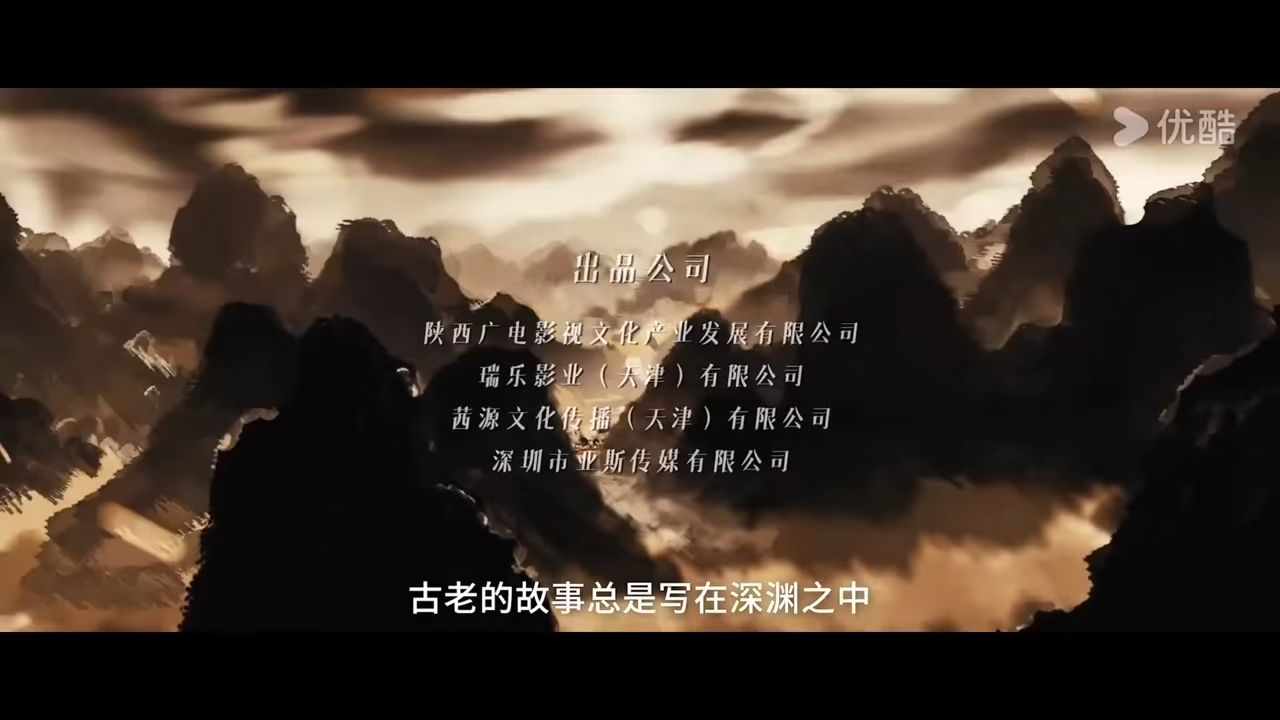 优酷
出品公司
陕西广电影视文化产业发展有限公司
瑞乐影业（天津）有限公司
茜源文化传播（天津）有限公司
深圳市亚斯传媒有限公司
古老的故事总是写在深渊之中